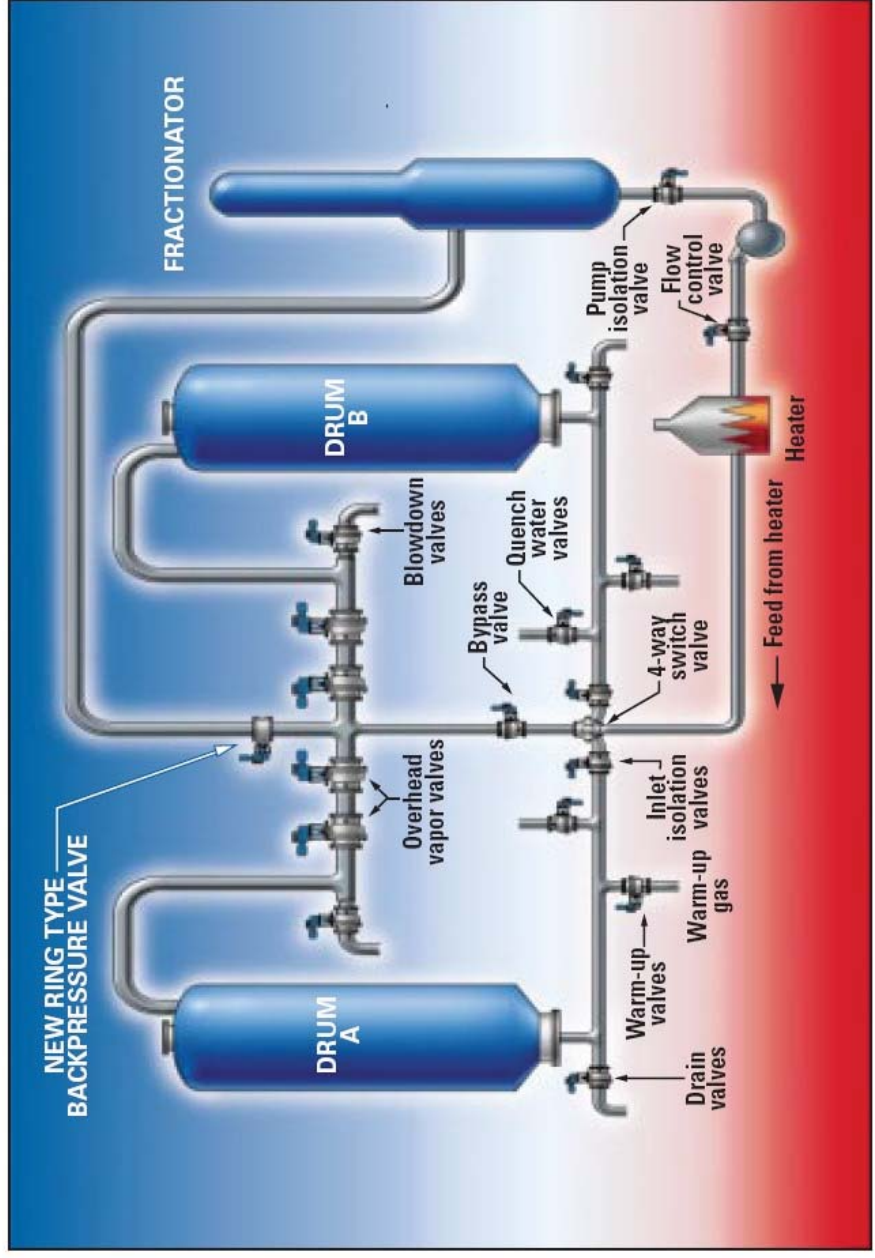 NEW RING TYPE
BACKPRESSURE VALVE
FRACTIONATOR
DRUM
A
DRUM
B
Blowdown
valves
Overhead
vapor valves
Bypass
valve
Quench
water
valves
Pump
isolation
valve
Flow
control
valve
Drain
valves
Warm-up
valves
Warm-up
gas
Inlet
isolation
valves
4-way
switch
valve
Feed from heater
Heater